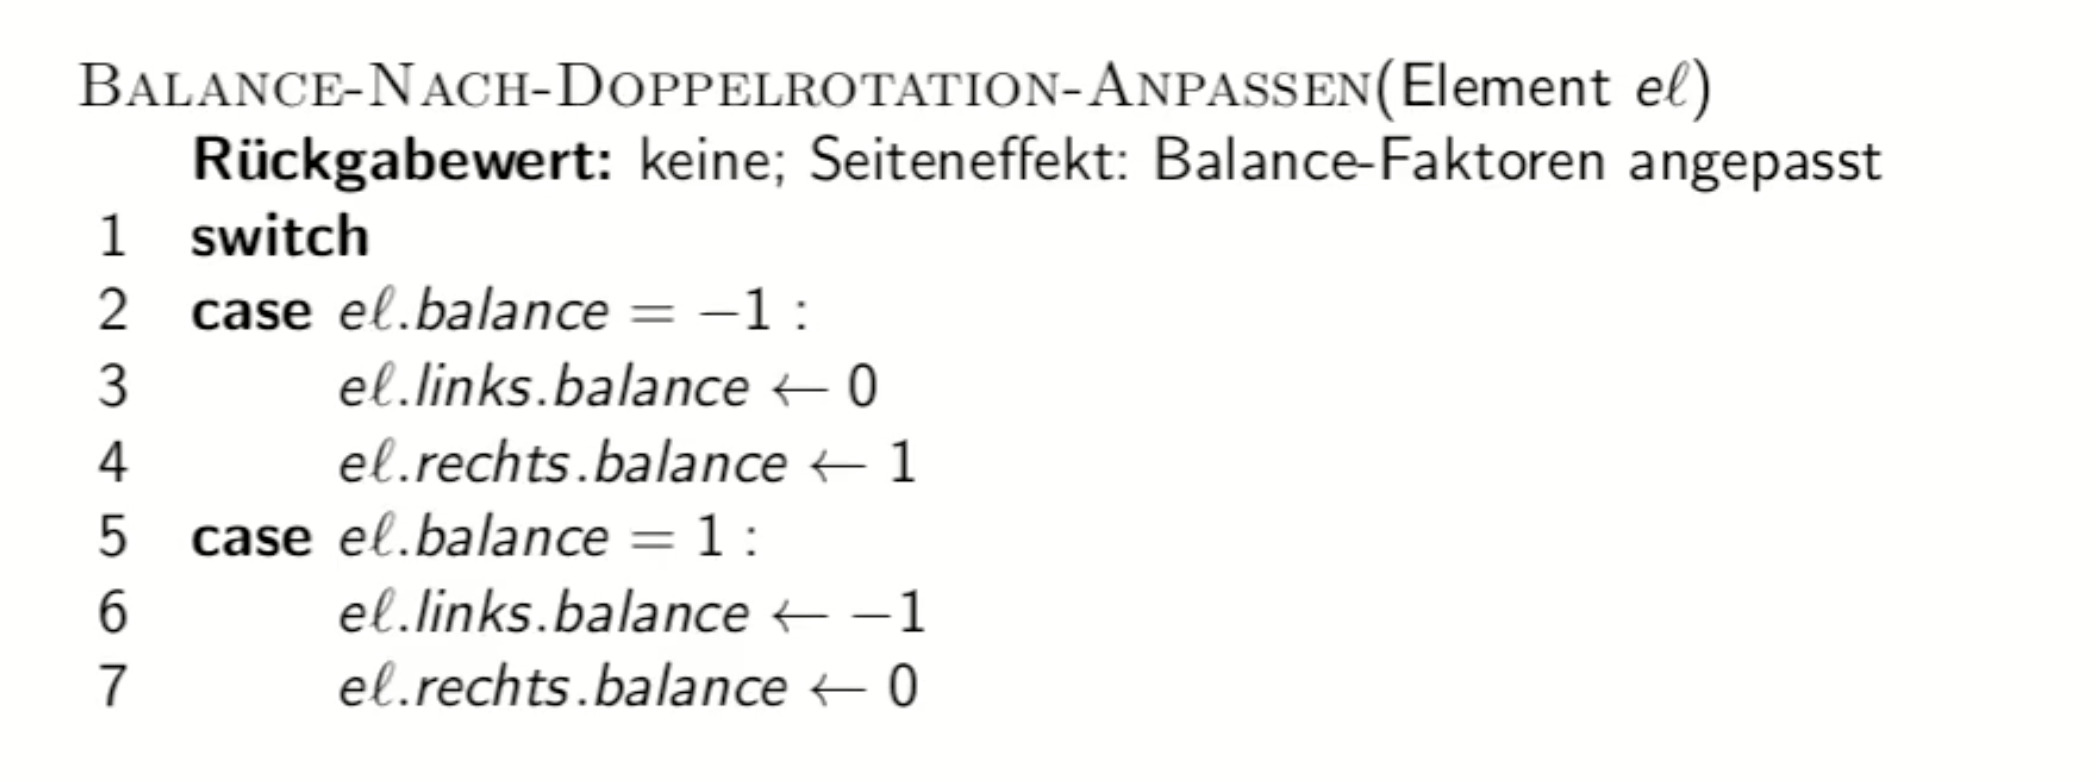 BALANCE-NACH-DOPPELROTATION-ANPASSEN(Element eℓ)
Rückgabewert: keine; Seiteneffekt: Balance-Faktoren angepasst
1 switch
2 case eℓ.balance = −1 :
3 eℓ.links.balance ← 0
4 eℓ.rechts.balance ← 1
5 case eℓ.balance = 1 :
6 eℓ.links.balance ← −1
7 eℓ.rechts.balance ← 0